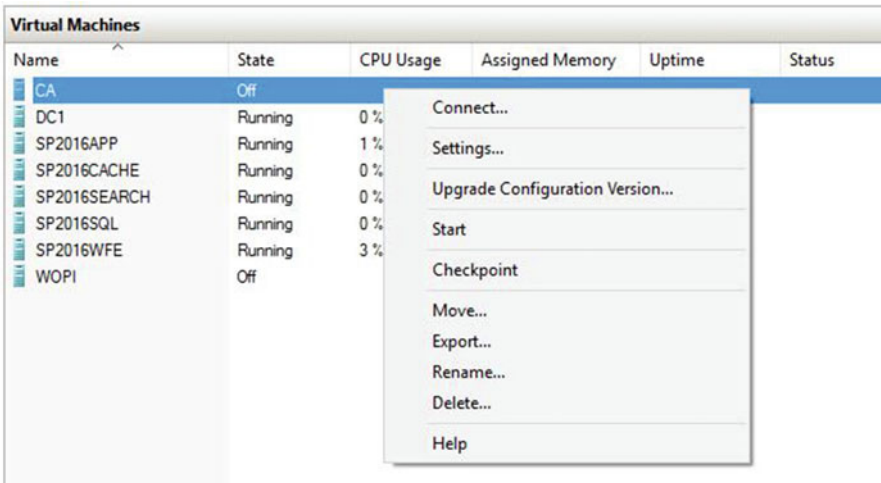 Virtual Machines
Name State CPU Usage Assigned Memory Uptime Status
CA Off
DC1 Running 0 %
SP2016APP Running 1 %
SP2016CACHE Running 0 %
SP2016SEARCH Running 0 %
SP2016SQL Running 0 %
SP2016WFE Running 3 %
WOPI Off
Connect...
Settings...
Upgrade Configuration Version...
Start
Checkpoint
Move...
Export...
Rename...
Delete...
Help